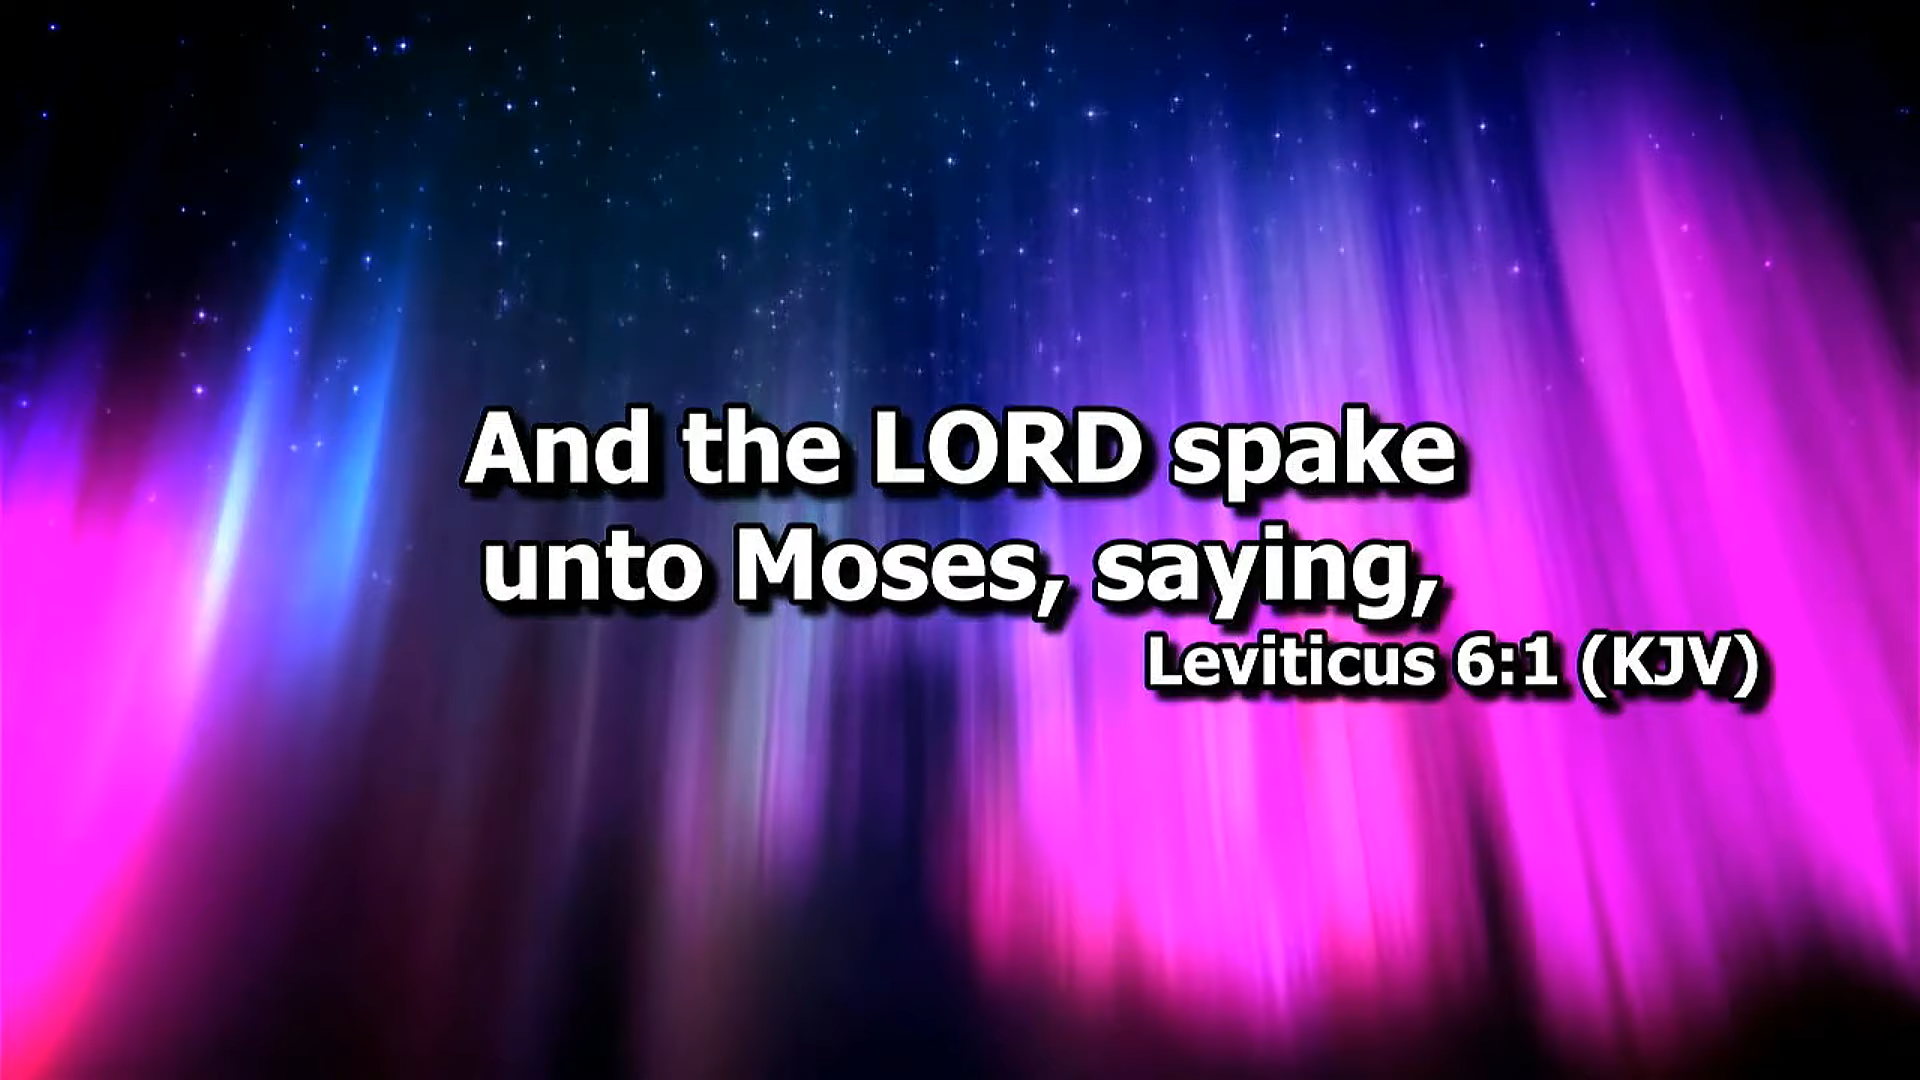 And the LORD spake
unto Moses, saying,
Leviticus 6:1 (KJV)